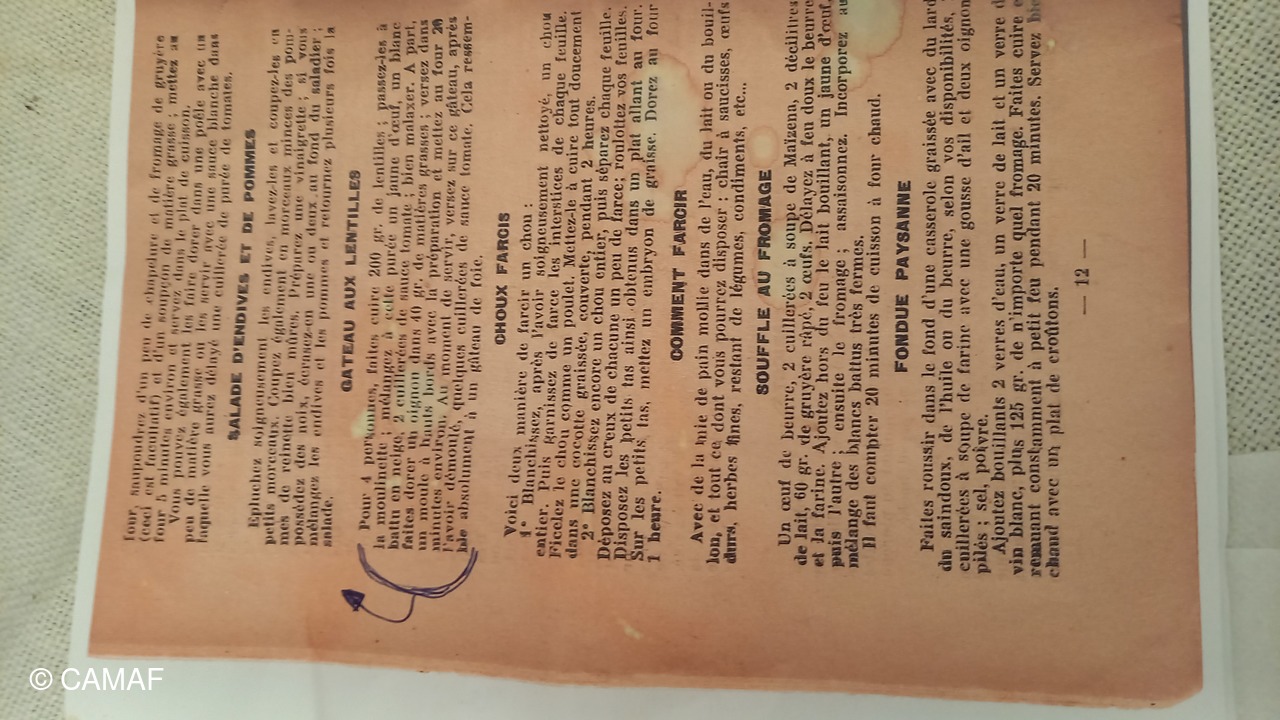 four, saupoudrez d'un peu de chapelure et de fromage de gruyère
(ceci est facultatif) et d'un soupçon de matière grasse ; mettez au
four 5 minutes environ et servez dans le plat de cuisson.
Vous pouvez également les faire dorer dans une poêle avec un
peu de matière grasse ou les servir avec une sauce blanche dans
laquelle vous aurez délayé une cuillerée de purée de tomates.
SALADE D'ENDIVES ET DE POMMES
Epluchez soigneusement les endives, lavez-les et coupez-les en
petits morceaux. Coupez également en morceaux minces des pom-
mes de reinette bien mûres. Préparez une vinaigrette ; si vous
possédez des noix, écrasez-en une ou deux au fond du saladier ;
mélangez les endives et les pommes et retournez plusieurs fois la
salade.
GATEAU AUX LENTILLES
Pour 4 personnes, faites cuire 200 gr. de lentilles ; passez-les à
la moulinette ; mélangez à cette purée un jaune d'œuf, un blanc
battu en neige, 2 cuillerées de sauce tomate, bien malaxer. A part,
faites dorer un oignon dans 40 gr. de matières grasses ; versez dans
un moule à hauts bords avec la préparation et mettez au four 20
minutes environ. Au moment de servir, versez sur ce gâteau, après
l'avoir démoulé, quelques cuillerées de sauce tomate. Cela ressem-
ble absolument à un gâteau de foie.
CHOUX FARCIS
Voici deux manière de farcir un chou :
1° Blanchissez, après l'avoir soigneusement nettoyé, un chou
entier. Puis garnissez de farce les interstices de chaque feuille.
Ficelez le chou comme un poulet. Mettez-le à cuire tout doucement
dans une cocotte graissée, couverte, pendant 2 heures.
2° Blanchissez encore un chou entier, puis séparez chaque feuille.
Déposez au creux de chacune un peu de farce ; roulottez vos feuilles.
Disposez les petits tas ainsi obtenus dans un plat allant au four.
Sur les petits tas, mettez un embryon de graisse. Dorez au four
1 heure.
COMMENT FARCIR
Avec de la mie de pain mollie dans de l'eau, du lait ou du bouil-
lon, et tout ce dont vous pourrez disposer : chair à saucisses, œufs
durs, herbes fines, restant de légumes, condiments, etc...
SOUFFLE AU FROMAGE
Un œuf de beurre, 2 cuillerées à soupe de Maïzena, 2 décilitres
de lait, 60 gr. de gruyère râpé, 2 œufs. Délayez à feu doux le beurre
et la farine. Ajoutez hors du feu le lait bouillant, un jaune d'œuf,
puis l'autre ; ensuite le fromage ; assaisonnez. Incorporez au
mélange des blancs battus très fermes.
Il faut compter 20 minutes de cuisson à four chaud.
FONDUE PAYSANNE
Faites roussir dans le fond d'une casserole graissée avec du lard
du saindoux, de l'huile ou du beurre, selon vos disponibilités,
cuillerées à soupe de farine avec une gousse d'ail et deux oignon
pilés ; sel, poivre.
Ajoutez bouillants 2 verres d'eau, un verre de lait et un verre d
vin blanc, plus 125 gr. de n'importe quel fromage. Faites cuire e
remuant constamment à petit feu pendant 20 minutes. Servez bie
chaud avec un plat de croûtons.
— 12 —
© CAMAF